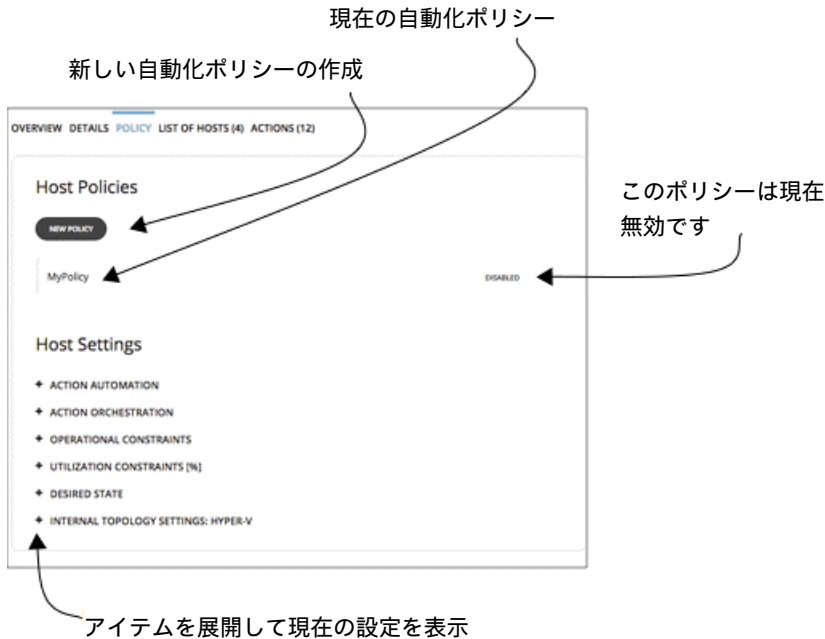 現在の自動化ポリシー
新しい自動化ポリシーの作成
OVERVIEW DETAILS POLICY LIST OF HOSTS (4) ACTIONS (12)
Host Policies
NEW POLICY
このポリシーは現在
無効です
MyPolicy
DISABLED
Host Settings
+ ACTION AUTOMATION
+ ACTION ORCHESTRATION
+ OPERATIONAL CONSTRAINTS
+ UTILIZATION CONSTRAINTS [%]
+ DESIRED STATE
+ INTERNAL TOPOLOGY SETTINGS: HYPER-V
アイテムを展開して現在の設定を表示